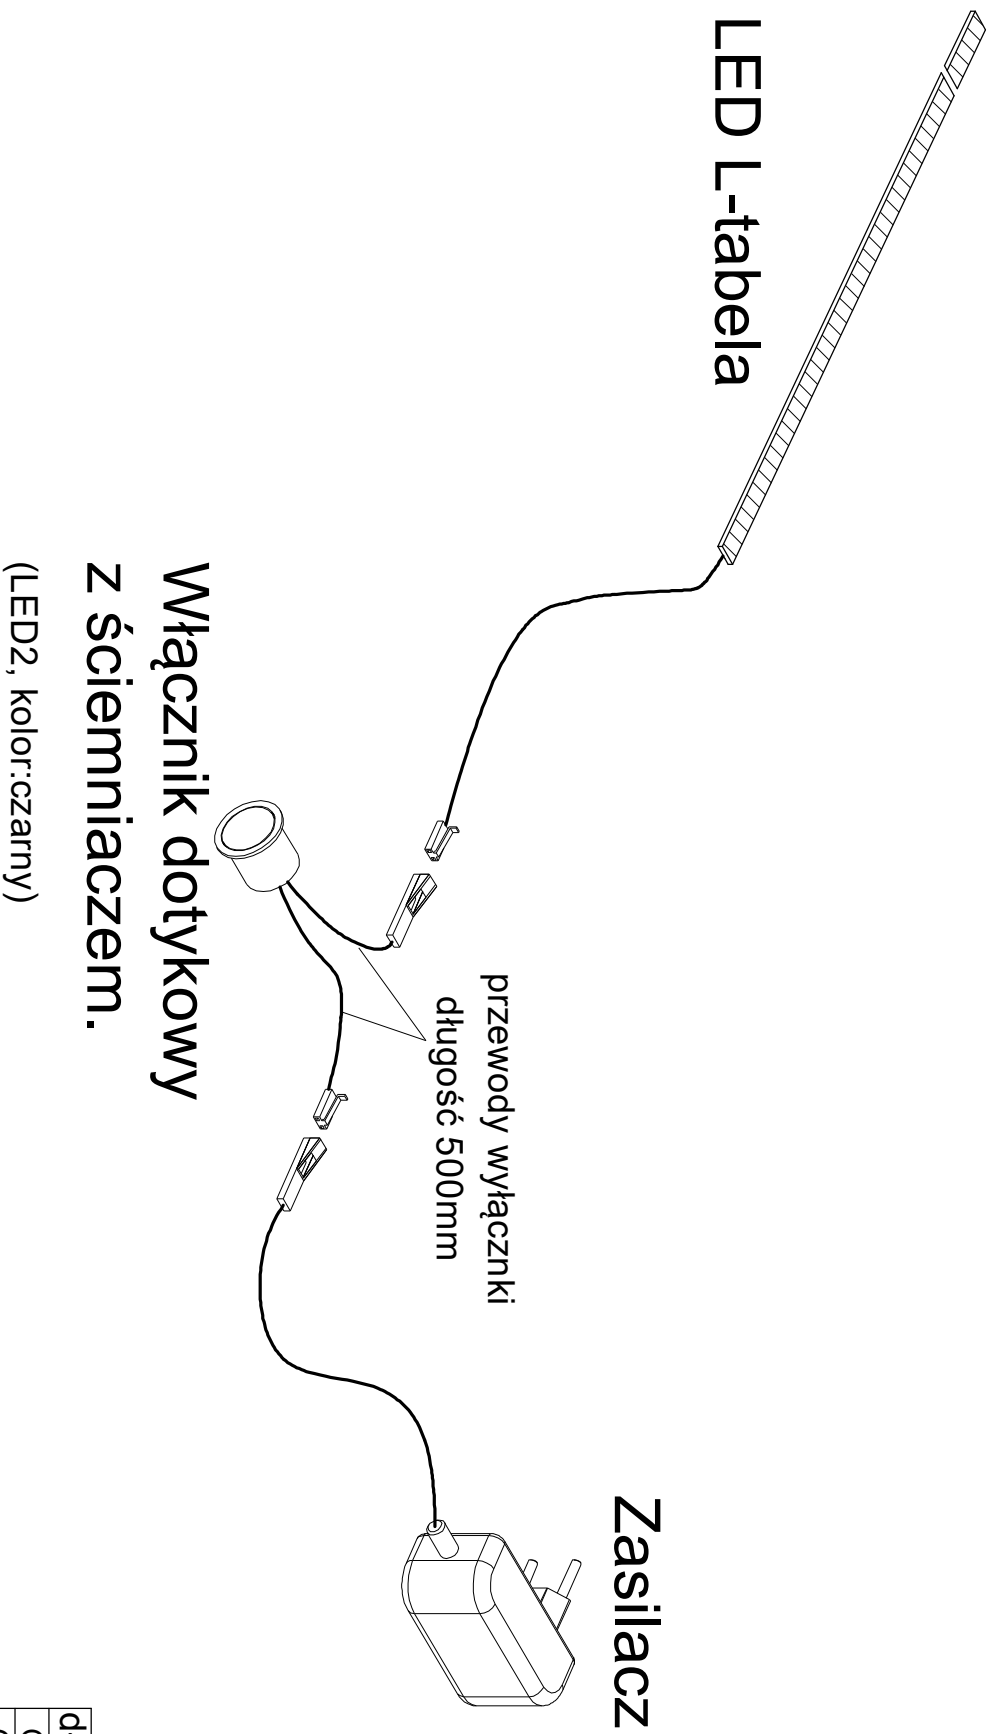 LED L-tabela
Zasilacz
przewody wyłącznki
długość 500mm
Włącznik dotykowy
z ściemniaczem.
(LED2, kolor:czarny)